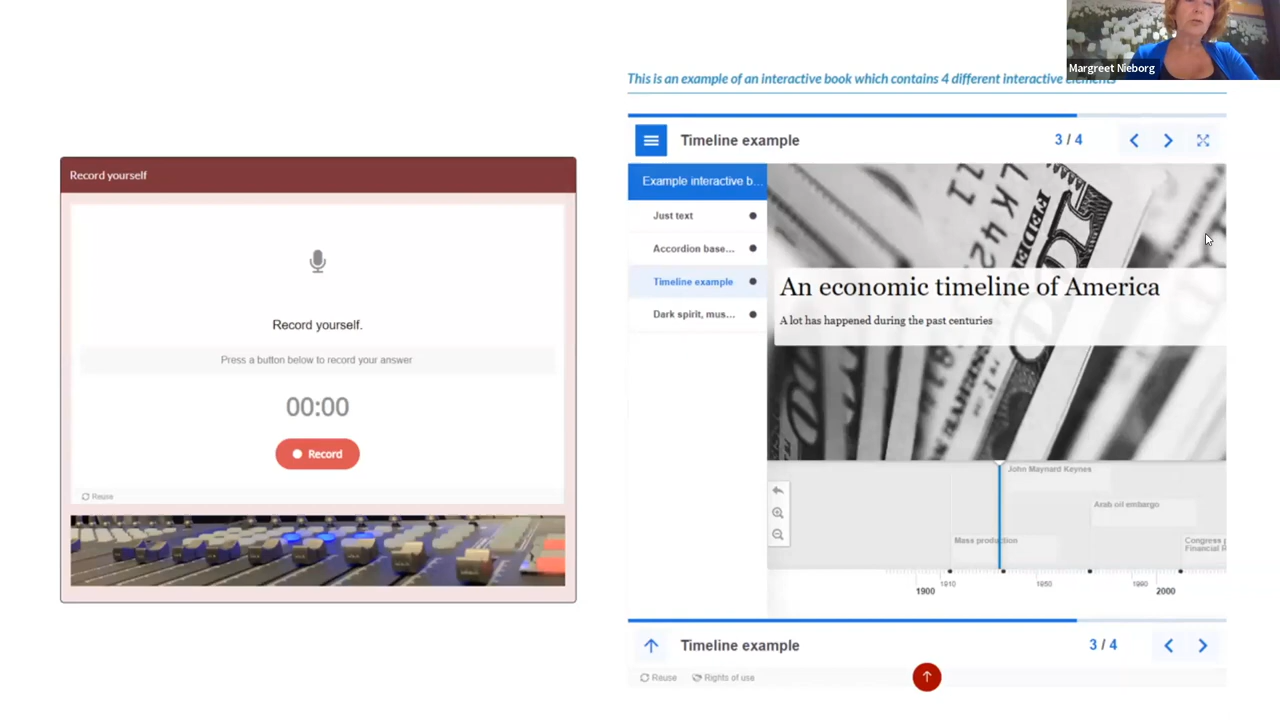 Margreet Nieborg
This is an example of an interactive book which contains 4 different interactive elements
Record yourself
Record yourself.
Press a button below to record your answer
00:00
Record
Reuse
Timeline example
3 / 4
Example interactive b...
Just text
Accordion base...
Timeline example
Dark spirit, mus...
An economic timeline of America
A lot has happened during the past centuries
John Maynard Keynes
Arab oil embargo
Mass production
Congress
Financial
1900
1910
1950
1990
2000
Timeline example
3 / 4
Reuse
Rights of use